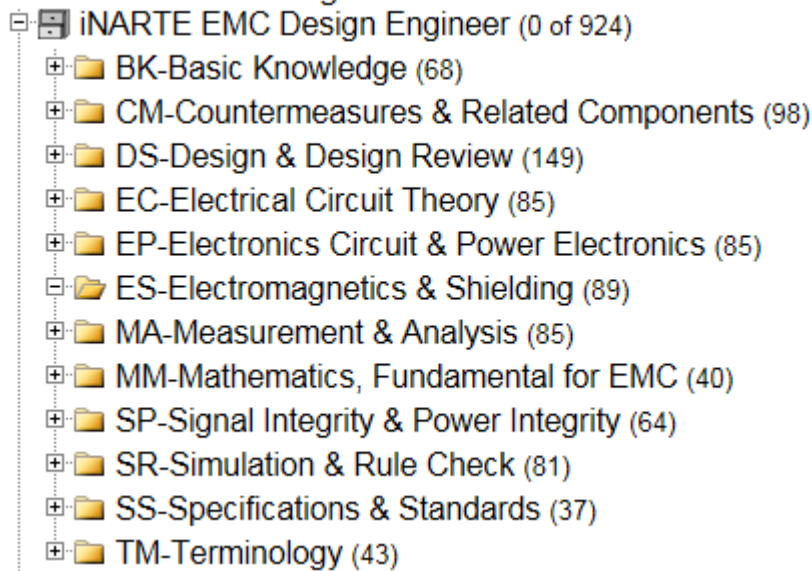 iNARTE EMC Design Engineer (0 of 924)
BK-Basic Knowledge (68)
CM-Countermeasures & Related Components (98)
DS-Design & Design Review (149)
EC-Electrical Circuit Theory (85)
EP-Electronics Circuit & Power Electronics (85)
ES-Electromagnetics & Shielding (89)
MA-Measurement & Analysis (85)
MM-Mathematics, Fundamental for EMC (40)
SP-Signal Integrity & Power Integrity (64)
SR-Simulation & Rule Check (81)
SS-Specifications & Standards (37)
TM-Terminology (43)